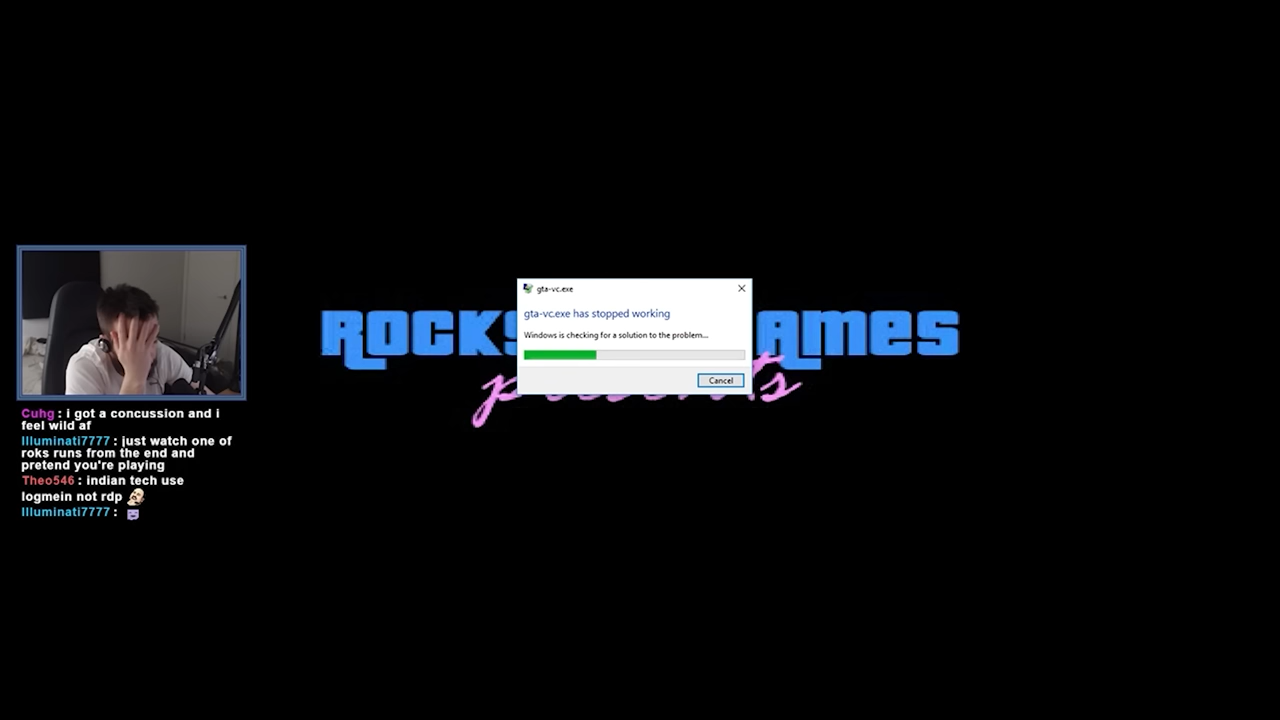 gta-vc.exe
gta-vc.exe has stopped working
Windows is checking for a solution to the problem...
Cancel
Cuhg : i got a concussion and i
feel wild af
Illuminati7777 : just watch one of
roks runs from the end and
pretend you're playing
Theo546 : indian tech use
logmein not rdp
Illuminati7777 :